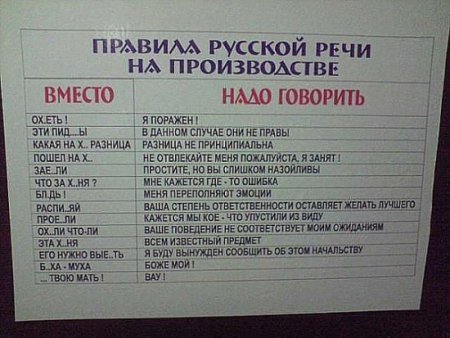 ПРАВИЛА РУССКОЙ РЕЧИ
НА ПРОИЗВОДСТВЕ
ВМЕСТО НАДО ГОВОРИТЬ
ОХ.ЕТЬ ! Я ПОРАЖЕН !
ЭТИ ПИД....Ы В ДАННОМ СЛУЧАЕ ОНИ НЕ ПРАВЫ
КАКАЯ НА Х.. РАЗНИЦА РАЗНИЦА НЕ ПРИНЦИПИАЛЬНА
ПОШЕЛ НА Х.. НЕ ОТВЛЕКАЙТЕ МЕНЯ ПОЖАЛУЙСТА, Я ЗАНЯТ !
ЗАЕ..ЛИ ПРОСТИТЕ, НО ВЫ СЛИШКОМ НАЗОЙЛИВЫ
ЧТО ЗА Х..НЯ ? МНЕ КАЖЕТСЯ ГДЕ - ТО ОШИБКА
БЛ.ДЬ ! МЕНЯ ПЕРЕПОЛНЯЮТ ЭМОЦИИ
РАСПИ..ЯЙ ВАША СТЕПЕНЬ ОТВЕТСТВЕННОСТИ ОСТАВЛЯЕТ ЖЕЛАТЬ ЛУЧШЕГО
ПРОЕ..ЛИ КАЖЕТСЯ МЫ КОЕ - ЧТО УПУСТИЛИ ИЗ ВИДУ
ОХ..ЛИ ЧТО-ЛИ ВАШЕ ПОВЕДЕНИЕ НЕ СООТВЕТСТВУЕТ МОИМ ОЖИДАНИЯМ
ЭТА Х..НЯ ВСЕМ ИЗВЕСТНЫЙ ПРЕДМЕТ
ЕГО НУЖНО ВЫЕ..ТЬ Я БУДУ ВЫНУЖДЕН СООБЩИТЬ ОБ ЭТОМ НАЧАЛЬСТВУ
Б..ХА - МУХА БОЖЕ МОЙ !
... ТВОЮ МАТЬ ! ВАУ !